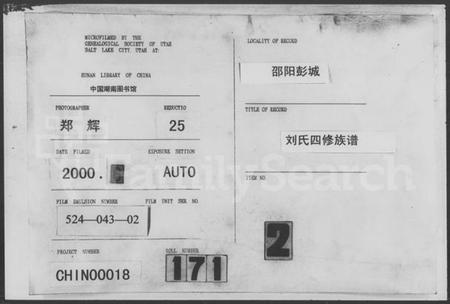 MICROFILMED BY THE
GENEALOGICAL SOCIETY OF UTAH
SALT LAKE CITY, UTAH AT:
HUNAN LIBRARY OF CHINA
中国湖南图书馆
PHOTOGRAPHER REDUCTIO
郑 辉 25
DATE FILMED EXPOSURE SETTION
2000. AUTO
FILM EMULSION NUMBER FILM UNIT SER NO.
524—043—02
PROJECT NUMBER ROLL NUMBER
CHIN00018 171
LOCALITY OF RECORD
邵阳彭城
TITLE OF RECORD
刘氏四修族谱
ITEM NO
2
FamilySearch